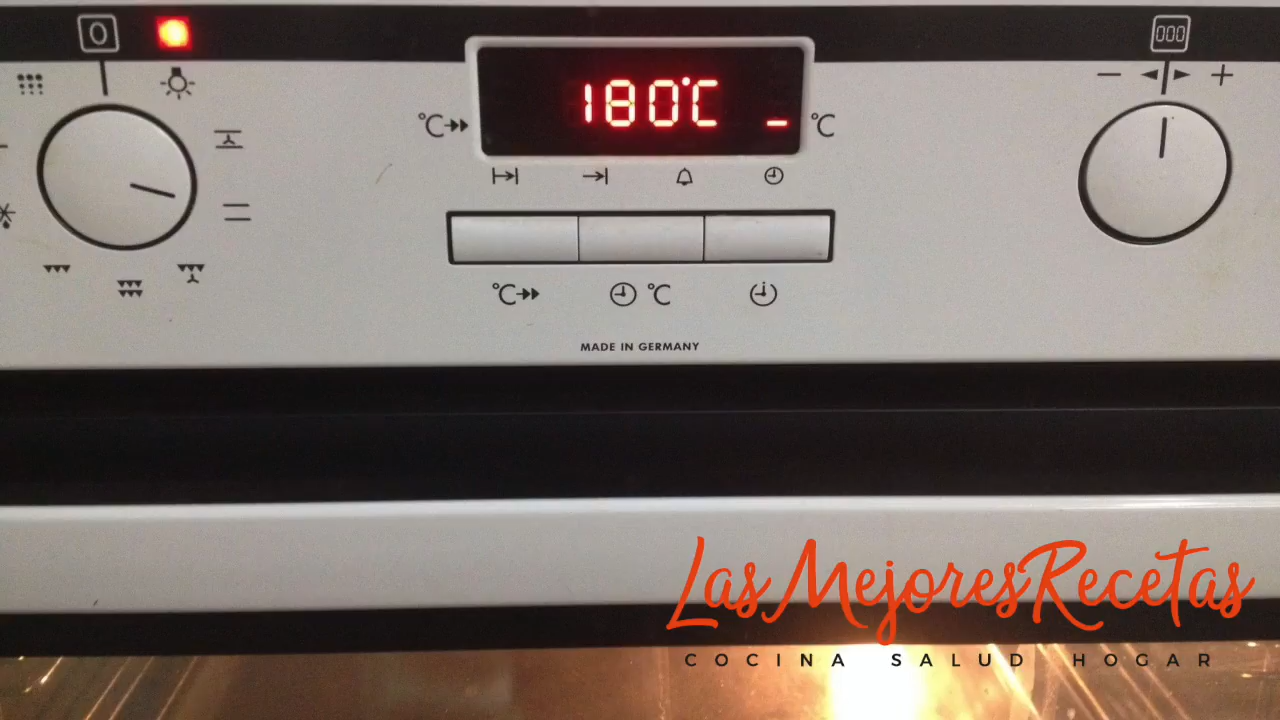 0
000
180°C
°C
°C
°C
°C
MADE IN GERMANY
LasMejoresRecetas
COCINA SALUD HOGAR